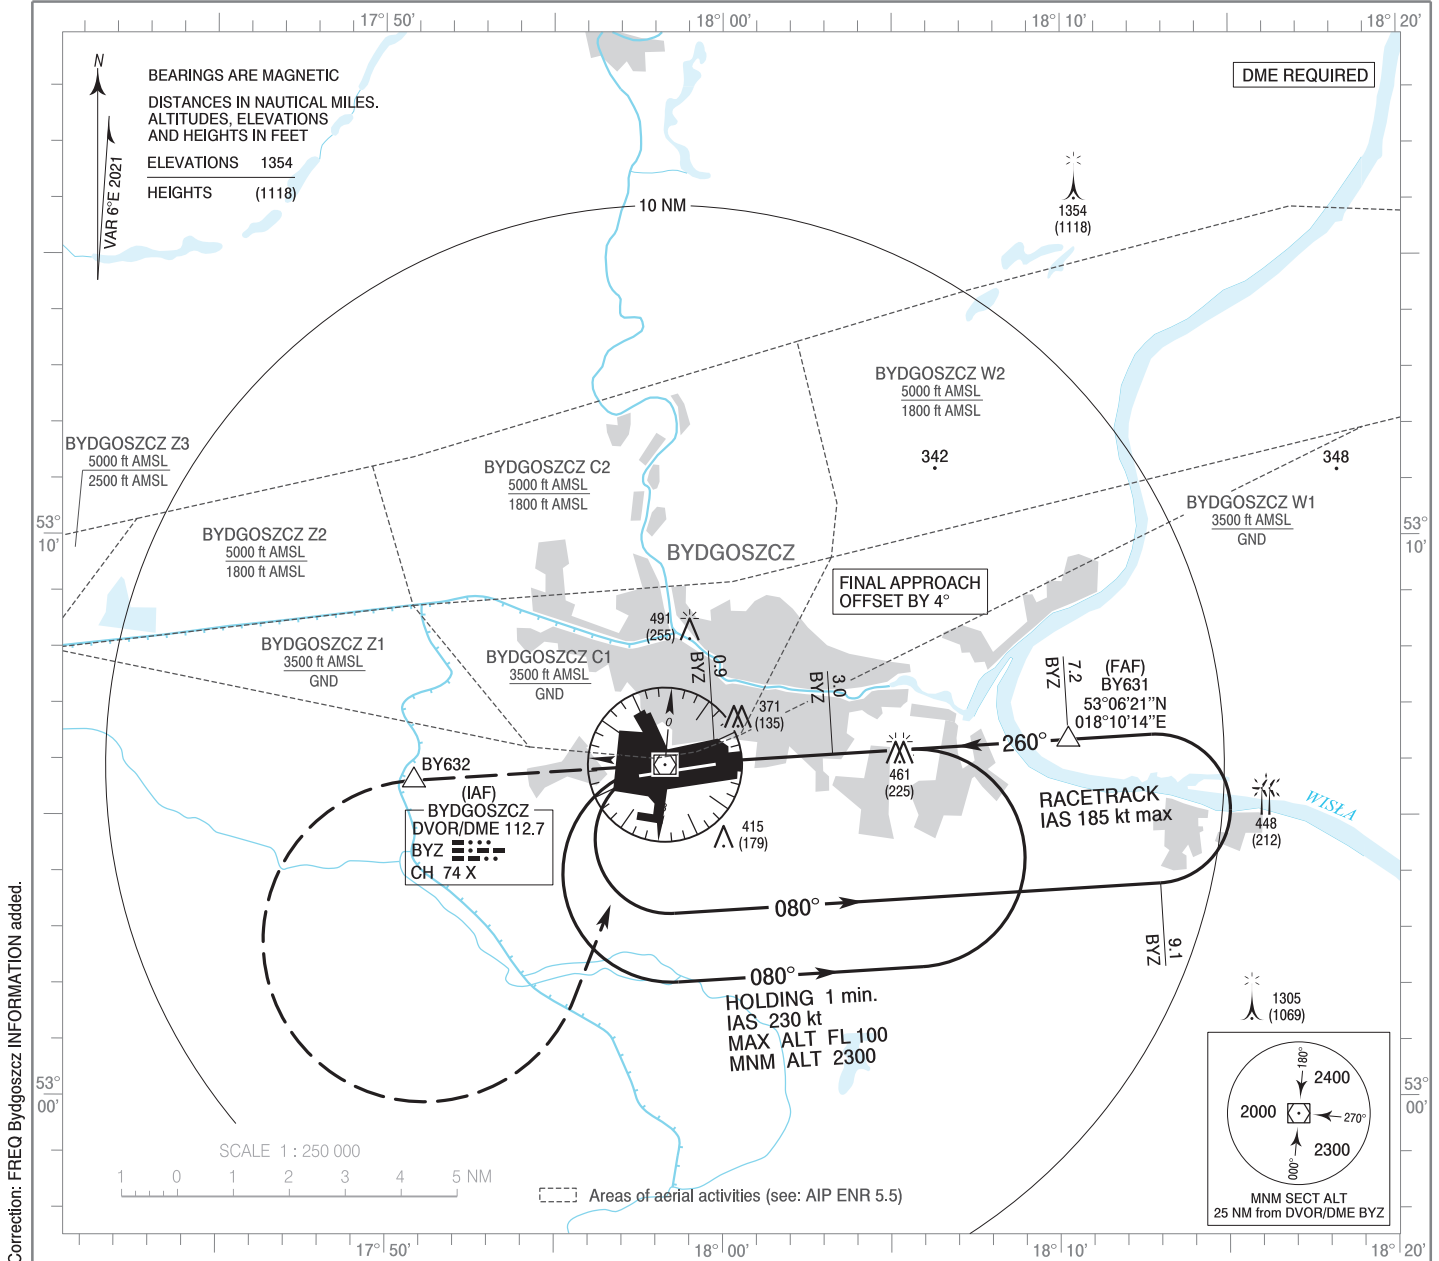 17° 50'
18° 00'
18° 10'
18° 20'
N
VAR 6°E 2021
BEARINGS ARE MAGNETIC
DISTANCES IN NAUTICAL MILES.
ALTITUDES, ELEVATIONS
AND HEIGHTS IN FEET
ELEVATIONS 1354
HEIGHTS (1118)
DME REQUIRED
10 NM
1354
(1118)
BYDGOSZCZ W2
5000 ft AMSL
1800 ft AMSL
342
348
BYDGOSZCZ Z3
5000 ft AMSL
2500 ft AMSL
BYDGOSZCZ C2
5000 ft AMSL
1800 ft AMSL
BYDGOSZCZ W1
3500 ft AMSL
GND
53°
10'
53°
10'
BYDGOSZCZ Z2
5000 ft AMSL
1800 ft AMSL
BYDGOSZCZ
FINAL APPROACH
OFFSET BY 4°
491
(255)
BYDGOSZCZ Z1
3500 ft AMSL
GND
BYDGOSZCZ C1
3500 ft AMSL
GND
0.9
BYZ
3.0
BYZ
7.2
BYZ
(FAF)
BY631
53°06'21"N
018°10'14"E
371
(135)
0
260°
461
(225)
BY632
(IAF)
BYDGOSZCZ
DVOR/DME 112.7
BYZ
CH 74 X
415
(179)
RACETRACK
IAS 185 kt max
448
(212)
WISŁA
080°
9.1
BYZ
080°
HOLDING 1 min.
IAS 230 kt
MAX ALT FL 100
MNM ALT 2300
1305
(1069)
180°
2400
2000
270°
2300
000°
MNM SECT ALT
25 NM from DVOR/DME BYZ
53°
00'
53°
00'
SCALE 1 : 250 000
1 0 1 2 3 4 5 NM
Areas of aerial activities (see: AIP ENR 5.5)
17° 50'
18° 00'
18° 10'
18° 20'
Correction: FREQ Bydgoszcz INFORMATION added.